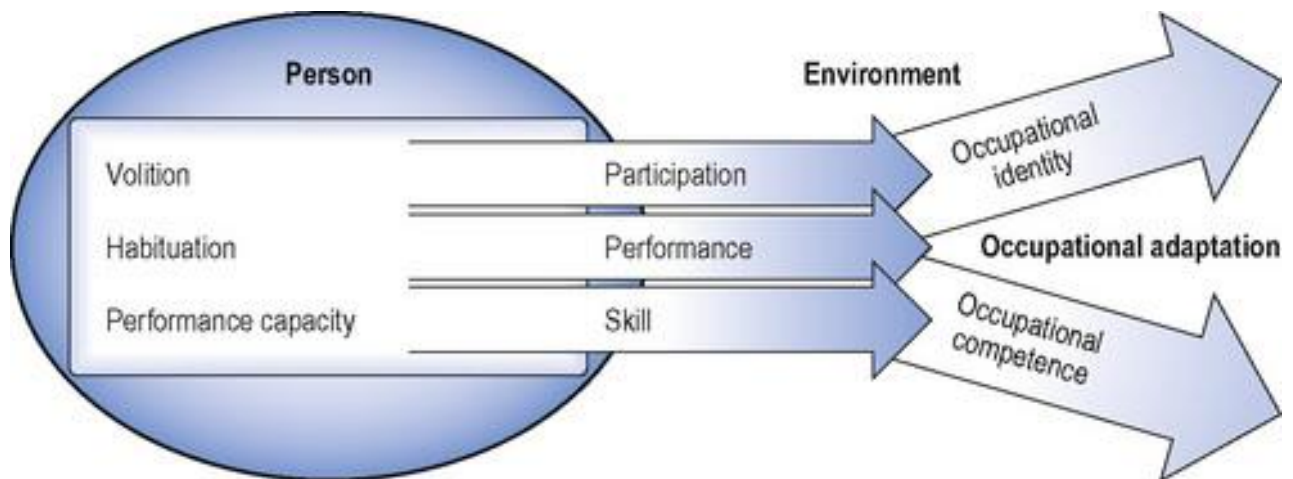 Person
Environment
Volition
Participation
Occupational
identity
Habituation
Performance
Occupational adaptation
Performance capacity
Skill
Occupational
competence